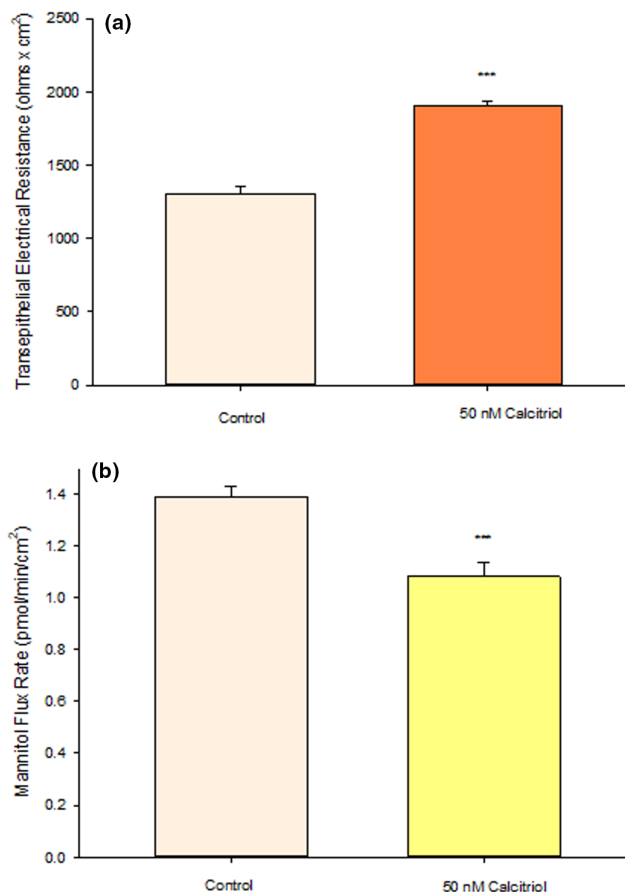 (a)
Transepithelial Electrical Resistance (ohms x cm²)
2500
2000
1500
1000
500
0
***
Control
50 nM Calcitriol
(b)
Mannitol Flux Rate (pmol/min/cm²)
1.4
1.2
1.0
0.8
0.6
0.4
0.2
0.0
***
Control
50 nM Calcitriol